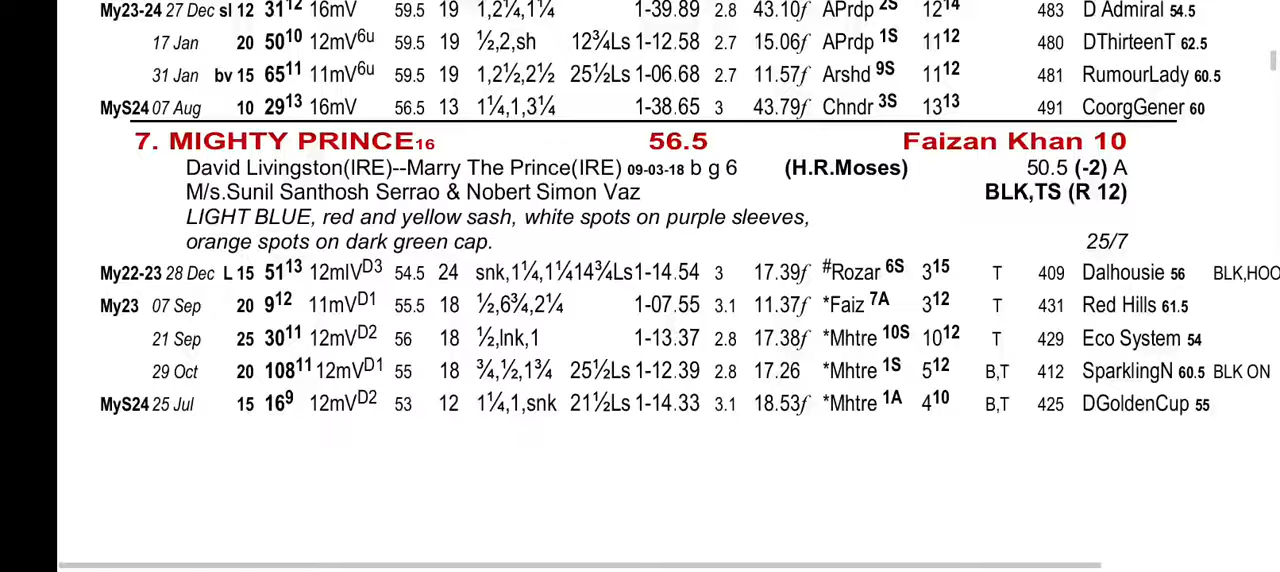 My23-24 27 Dec sl 12 31¹² 16mV 59.5 19 1,2¼,1¼ 1-39.89 2.8 43.10f APrdp 2S 12¹⁴ 483 D Admiral 54.5
17 Jan 20 50¹⁰ 12mV6u 59.5 19 ½,2,sh 12¾Ls 1-12.58 2.7 15.06f APrdp 1S 11¹² 480 DThirteenT 62.5
31 Jan bv 15 65¹¹ 11mV6u 59.5 19 1,2½,2½ 25½Ls 1-06.68 2.7 11.57f Arshd 9S 11¹² 481 RumourLady 60.5
MyS24 07 Aug 10 29¹³ 16mV 56.5 13 1¼,1,3¼ 1-38.65 3 43.79f Chndr 3S 13¹³ 491 CoorgGener 60
7. MIGHTY PRINCE16 56.5 Faizan Khan 10
David Livingston(IRE)--Marry The Prince(IRE) 09-03-18 b g 6 (H.R.Moses) 50.5 (-2) A
M/s.Sunil Santhosh Serrao & Nobert Simon Vaz BLK,TS (R 12)
LIGHT BLUE, red and yellow sash, white spots on purple sleeves,
orange spots on dark green cap. 25/7
My22-23 28 Dec L 15 51¹³ 12mIVD3 54.5 24 snk,1¼,1¼14¾Ls 1-14.54 3 17.39f #Rozar 6S 3¹⁵ T 409 Dalhousie 56 BLK,HOO
My23 07 Sep 20 9¹² 11mVD1 55.5 18 ½,6¾,2¼ 1-07.55 3.1 11.37f *Faiz 7A 3¹² T 431 Red Hills 61.5
21 Sep 25 30¹¹ 12mVD2 56 18 ½,lnk,1 1-13.37 2.8 17.38f *Mhtre 10S 10¹² T 429 Eco System 54
29 Oct 20 108¹¹ 12mVD1 55 18 ¾,½,1¾ 25½Ls 1-12.39 2.8 17.26 *Mhtre 1S 5¹² B,T 412 SparklingN 60.5 BLK ON
MyS24 25 Jul 15 16⁹ 12mVD2 53 12 1¼,1,snk 21½Ls 1-14.33 3.1 18.53f *Mhtre 1A 4¹⁰ B,T 425 DGoldenCup 55